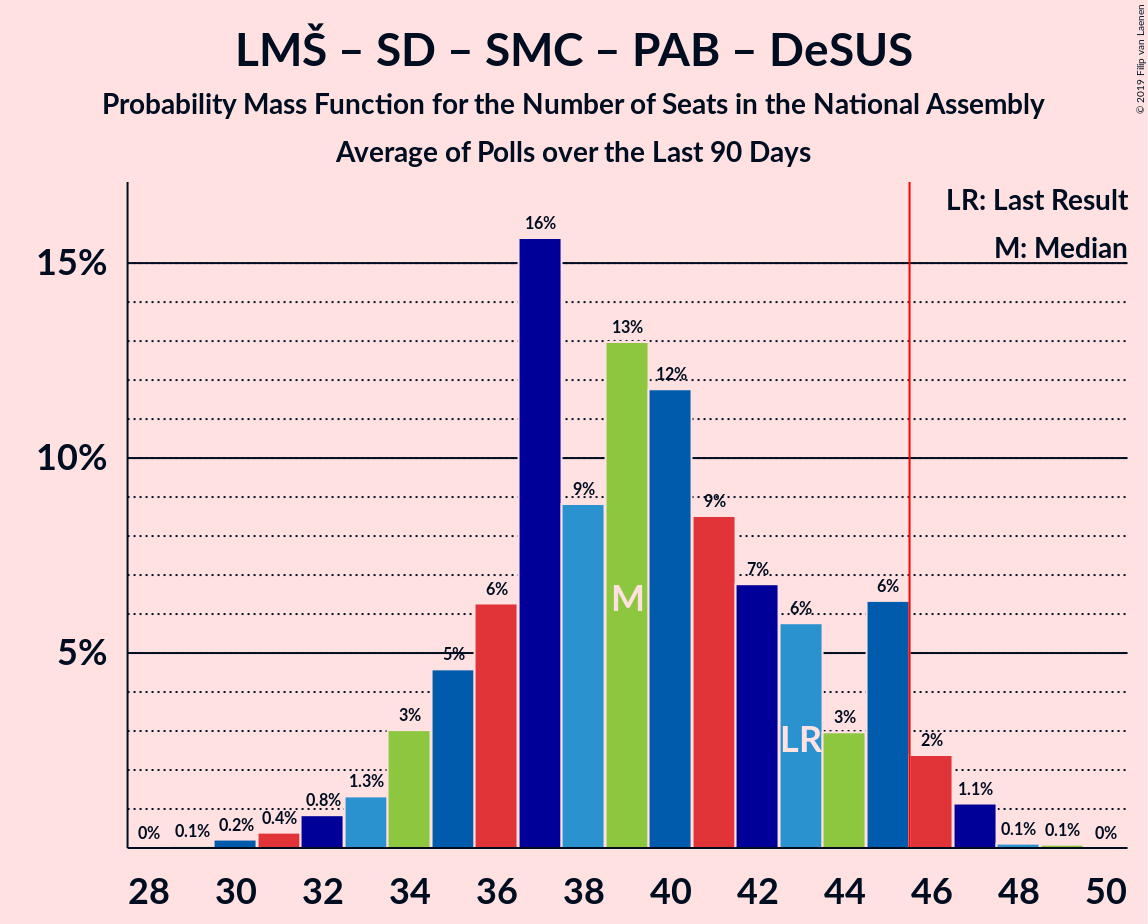 LMŠ – SD – SMC – PAB – DeSUS
Probability Mass Function for the Number of Seats in the National Assembly
Average of Polls over the Last 90 Days
© 2019 Filip van Laenen
LR: Last Result
M: Median
15%
10%
5%
0%
0.1%
0.2%
0.4%
0.8%
1.3%
3%
5%
6%
16%
9%
13%
12%
9%
7%
6%
3%
6%
2%
1.1%
0.1%
0.1%
0%
M
LR
28 30 32 34 36 38 40 42 44 46 48 50